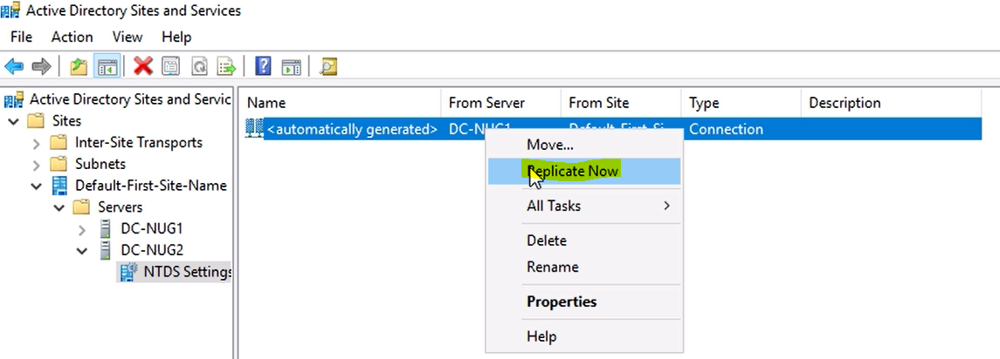 Active Directory Sites and Services
File Action View Help
Active Directory Sites and Servic
Sites
Inter-Site Transports
Subnets
Default-First-Site-Name
Servers
DC-NUG1
DC-NUG2
NTDS Settings
Name From Server From Site Type Description
<automatically generated> DC-NUG1 Default-First-Si Connection
Move...
Replicate Now
All Tasks
Delete
Rename
Properties
Help